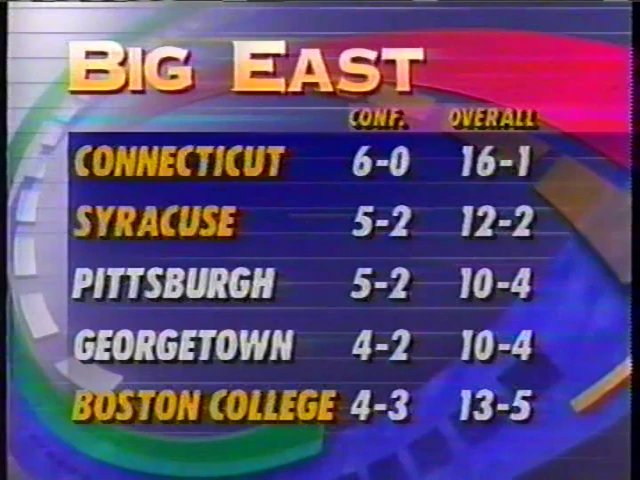 BIG EAST
CONF. OVERALL
CONNECTICUT 6-0 16-1
SYRACUSE 5-2 12-2
PITTSBURGH 5-2 10-4
GEORGETOWN 4-2 10-4
BOSTON COLLEGE 4-3 13-5